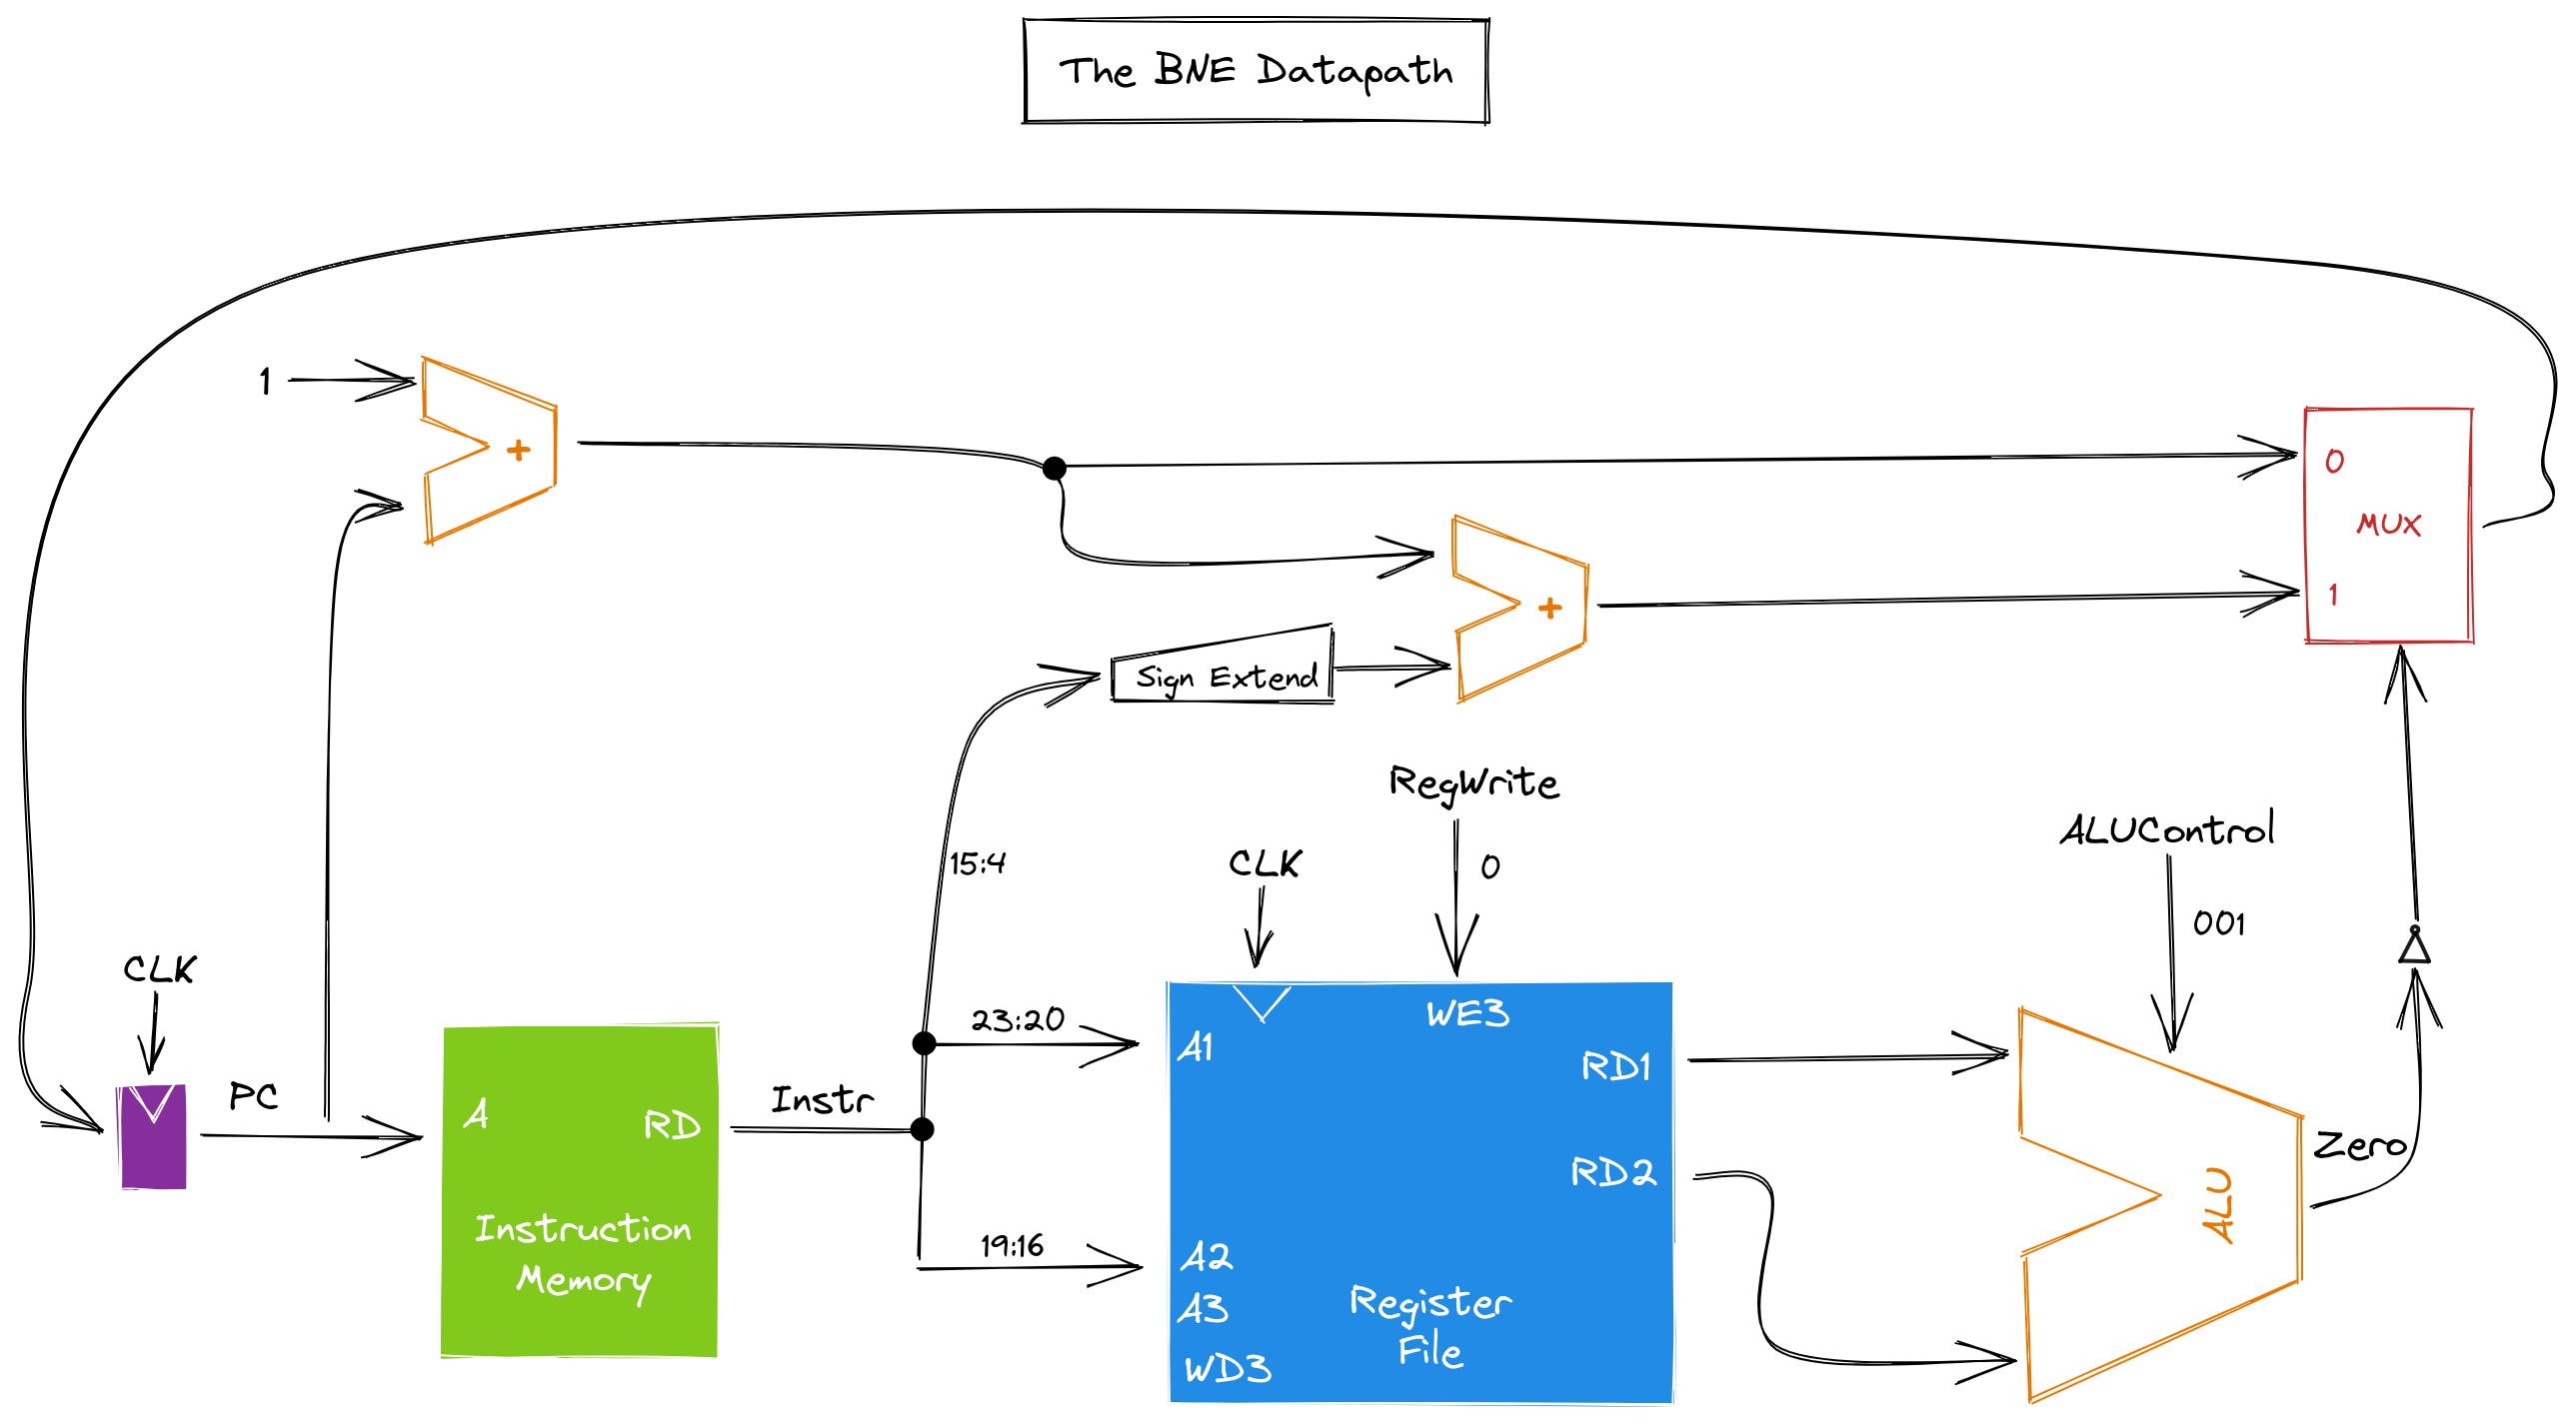 The BNE Datapath
1
+
0
MUX
1
+
Sign Extend
RegWrite
0
15:4
CLK
ALUControl
001
CLK
PC
A
RD
Instruction
Memory
Instr
23:20
19:16
WE3
A1
RD1
RD2
A2
A3
WD3
Register
File
ALU
Zero